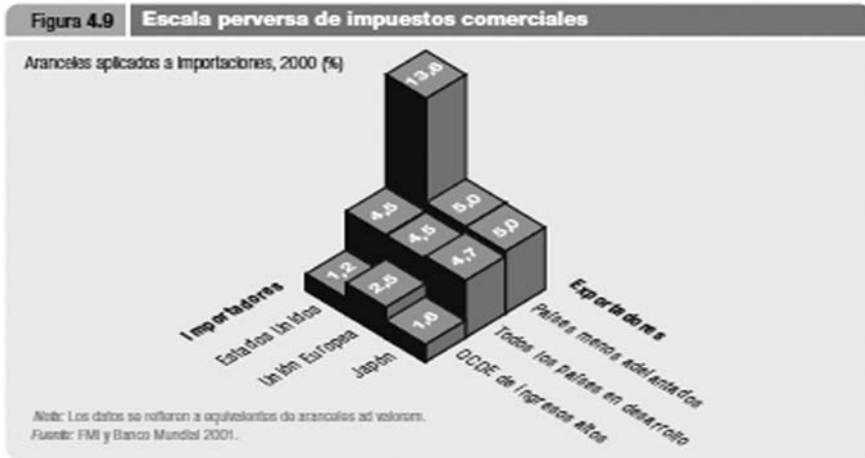 Figura 4.9 Escala perversa de impuestos comerciales
Aranceles aplicados a importaciones, 2000 (%)
13,6
4,5 5,0
4,5 5,0
1,2 4,7
2,5
1,6
Importadores
Estados Unidos
Unión Europea
Japón
Exportadores
Países menos adelantados
Todos los países en desarrollo
OCDE de ingresos altos
Nota: Los datos se refieren a equivalentes de aranceles ad valorem.
Fuente: FMI y Banco Mundial 2001.